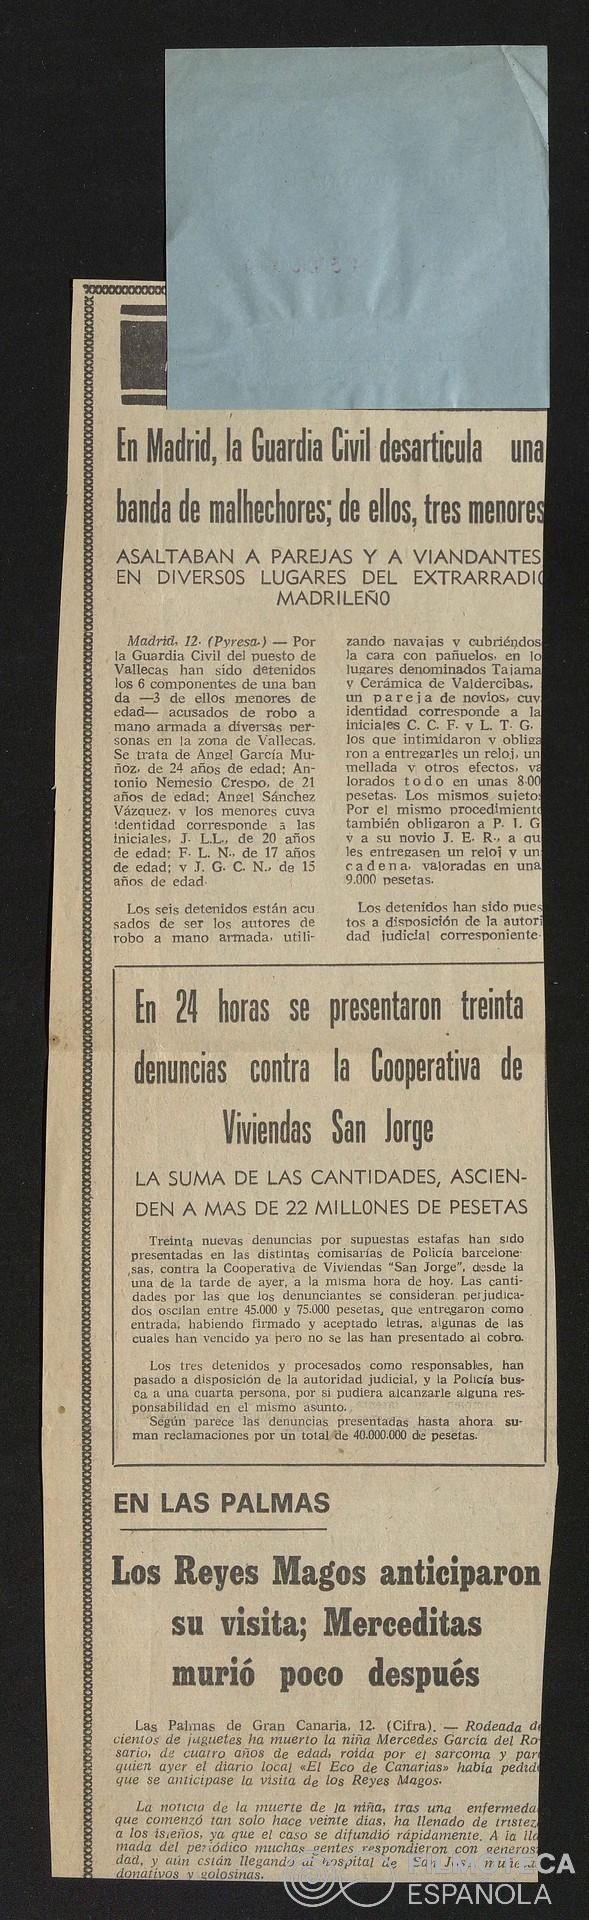 En Madrid, la Guardia Civil desarticula una
banda de malhechores; de ellos, tres menores
ASALTABAN A PAREJAS Y A VIANDANTES
EN DIVERSOS LUGARES DEL EXTRARRADIO
MADRILEÑO
Madrid, 12. (Pyresa.) — Por
la Guardia Civil del puesto de
Vallecas han sido detenidos
los 6 componentes de una ban
da —3 de ellos menores de
edad— acusados de robo a
mano armada a diversas per-
sonas en la zona de Vallecas.
Se trata de Angel García Mu-
ñoz, de 24 años de edad; An-
tonio Nemesio Crespo, de 21
años de edad; Angel Sánchez
Vázquez, y los menores cuya
identidad corresponde a las
iniciales, J. L.L., de 20 años
de edad; F. L. N., de 17 años
de edad; y J. G. C. N., de 15
años de edad.
Los seis detenidos están acu
sados de ser los autores de
robo a mano armada, utili-
zando navajas y cubriéndos
la cara con pañuelos, en lo
lugares denominados Tajama
y Cerámica de Valdercibas,
un pareja de novios, cuy
identidad corresponde a la
iniciales C. C. F. y L. T. G.
los que intimidaron y obliga
ron a entregarles un reloj, un
mellada y otros efectos, va
lorados todo en unas 8.00
pesetas. Los mismos sujetos
Por el mismo procedimiento
también obligaron a P. I. G
y a su novio J. E. R., a qu
les entregasen un reloj y un
cadena, valoradas en una
9.000 pesetas.
Los detenidos han sido pues
tos a disposición de la autori
dad judicial correspondiente.
En 24 horas se presentaron treinta
denuncias contra la Cooperativa de
Viviendas San Jorge
LA SUMA DE LAS CANTIDADES, ASCIEN-
DEN A MAS DE 22 MILLONES DE PESETAS
Treinta nuevas denuncias por supuestas estafas han sido
presentadas en las distintas comisarías de Policía barcelone-
sas, contra la Cooperativa de Viviendas "San Jorge", desde la
una de la tarde de ayer, a la misma hora de hoy. Las canti-
dades por las que los denunciantes se consideran perjudica-
dos oscilan entre 45.000 y 75.000 pesetas, que entregaron como
entrada, habiendo firmado y aceptado letras, algunas de las
cuales han vencido ya pero no se las han presentado al cobro.
Los tres detenidos y procesados como responsables, han
pasado a disposición de la autoridad judicial, y la Policía bus-
ca a una cuarta persona, por si pudiera alcanzarle alguna res-
ponsabilidad en el mismo asunto.
Según parece las denuncias presentadas hasta ahora su-
man reclamaciones por un total de 40.000.000 de pesetas.
EN LAS PALMAS
Los Reyes Magos anticiparon
su visita; Merceditas
murió poco después
Las Palmas de Gran Canaria, 12. (Cifra). — Rodeada de
cientos de juguetes ha muerto la niña Mercedes García del Ro-
sario, de cuatro años de edad, roída por el sarcoma y para
quien ayer el diario local «El Eco de Canarias» había pedido
que se anticipase la visita de los Reyes Magos.
La noticia de la muerte de la niña, tras una enfermedad
que comenzó tan solo hace veinte días, ha llenado de tristeza
a los isleños, ya que el caso se difundió rápidamente. A la lla-
mada del periódico muchas gentes respondieron con generosi-
dad, y aún están llegando al hospital de San José muñecas
donativos y golosinas.
FILMOTECA
ESPAÑOLA